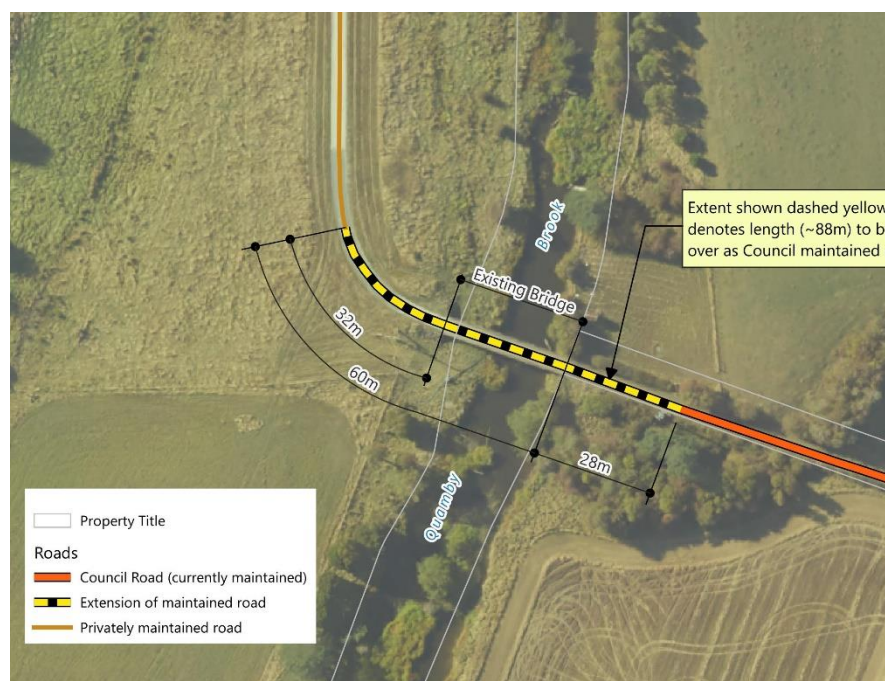 Brook
Extent shown dashed yellow
denotes length (~88m) to b
over as Council maintained
Existing Bridge
32m
60m
28m
Quamby
Property Title
Roads
Council Road (currently maintained)
Extension of maintained road
Privately maintained road